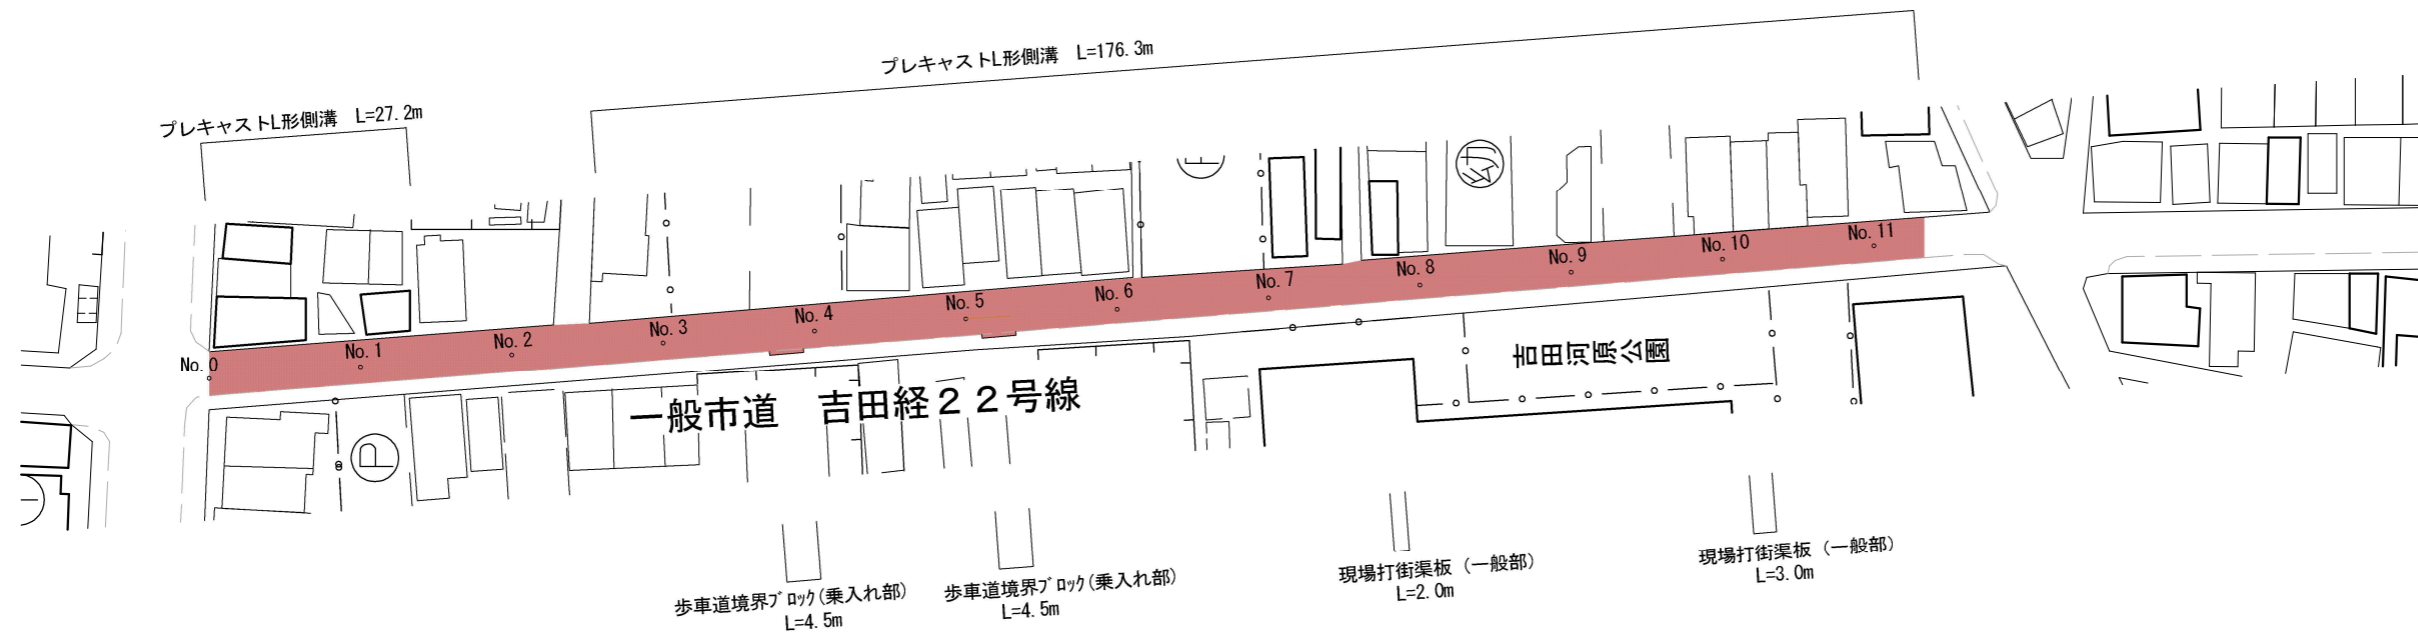 プレキャストL形側溝　L=176.3m
プレキャストL形側溝　L=27.2m
No.0
No.1
No.2
No.3
No.4
No.5
No.6
No.7
No.8
No.9
No.10
No.11
P
一般市道　吉田経２２号線
吉田河原公園
歩車道境界ﾌﾞﾛｯｸ(乗入れ部)
L=4.5m
歩車道境界ﾌﾞﾛｯｸ(乗入れ部)
L=4.5m
現場打街渠板（一般部）
L=2.0m
現場打街渠板（一般部）
L=3.0m